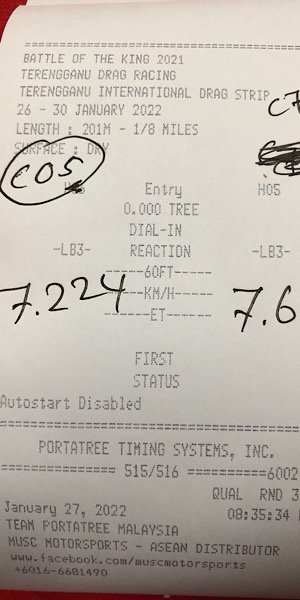 BATTLE OF THE KING 2021
TERENGGANU DRAG RACING
TERENGGANU INTERNATIONAL DRAG STRIP
26 - 30 JANUARY 2022
LENGTH : 201M - 1/8 MILES
SURFACE : DRY
C05
Entry H05
0.000 TREE
DIAL-IN
-LB3- REACTION -LB3-
-----60FT-----
7.224 -----KM/H----- 7.6
-----ET-----
FIRST
STATUS
Autostart Disabled
PORTATREE TIMING SYSTEMS, INC.
========== 515/516 ==========6002
QUAL RND 3
January 27, 2022 08:35:34
TEAM PORTATREE MALAYSIA
MUSC MOTORSPORTS - ASEAN DISTRIBUTOR
www.facebook.com/muscmotorsports
+6016-6681490